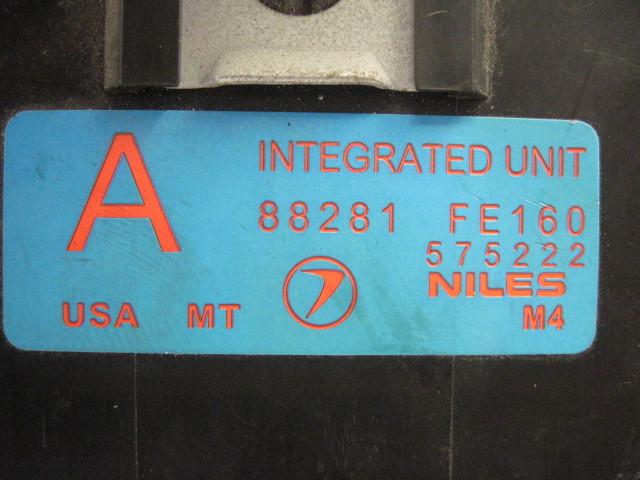 A
INTEGRATED UNIT
88281 FE160
575222
NILES
USA MT
M4